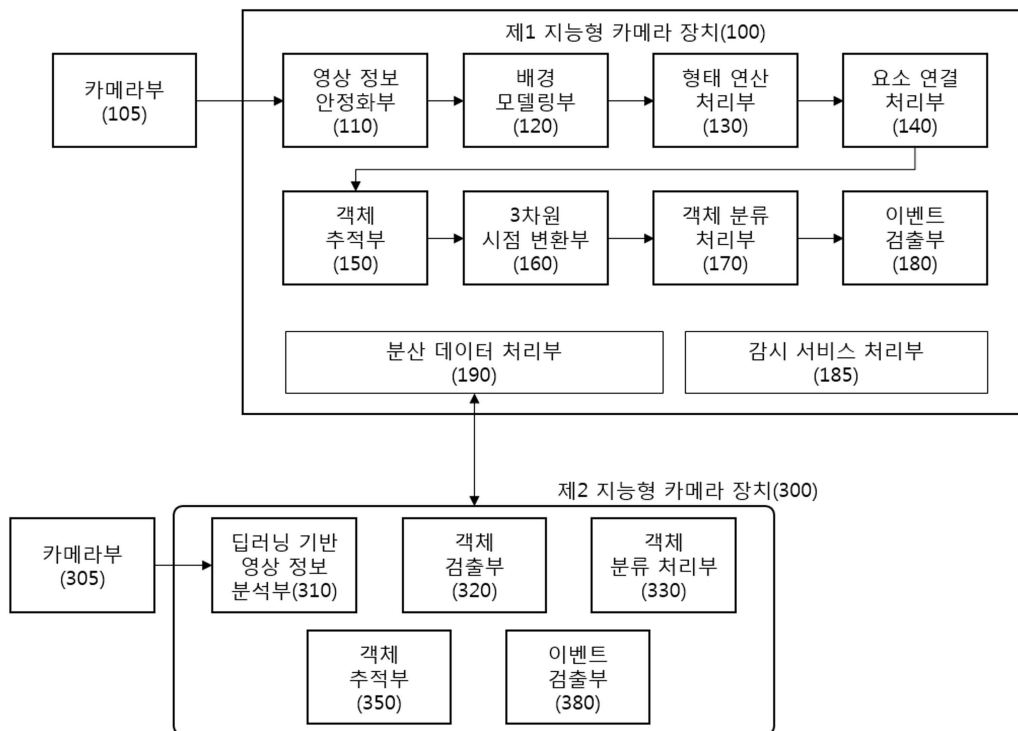 제1 지능형 카메라 장치(100)
카메라부
(105)
영상 정보
안정화부
(110)
배경
모델링부
(120)
형태 연산
처리부
(130)
요소 연결
처리부
(140)
객체
추적부
(150)
3차원
시점 변환부
(160)
객체 분류
처리부
(170)
이벤트
검출부
(180)
분산 데이터 처리부
(190)
감시 서비스 처리부
(185)
제2 지능형 카메라 장치(300)
카메라부
(305)
딥러닝 기반
영상 정보
분석부(310)
객체
검출부
(320)
객체
분류 처리부
(330)
객체
추적부
(350)
이벤트
검출부
(380)